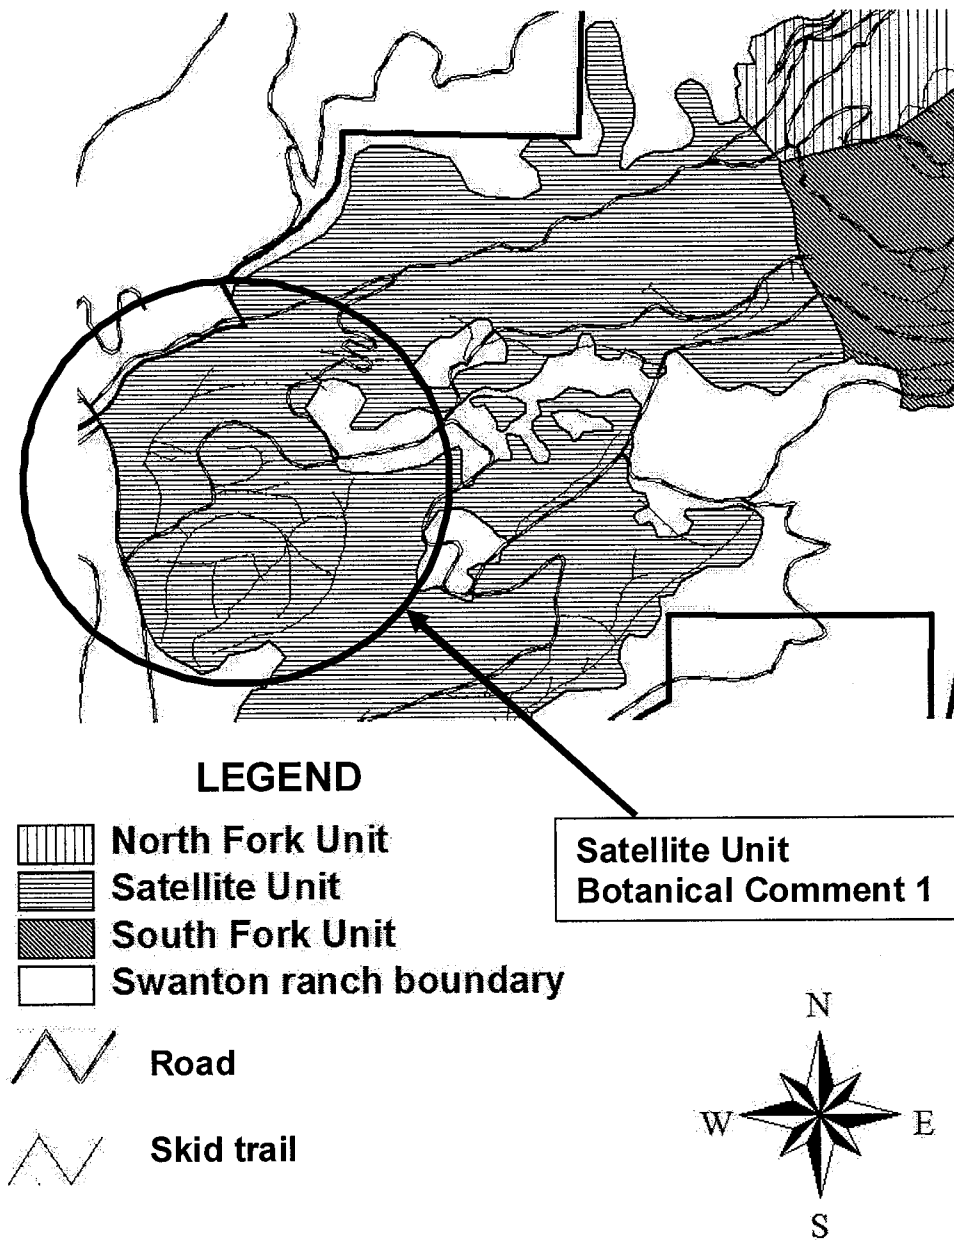 LEGEND
North Fork Unit
Satellite Unit
South Fork Unit
Swanton ranch boundary
Road
Skid trail
Satellite Unit
Botanical Comment 1
N
W E
S